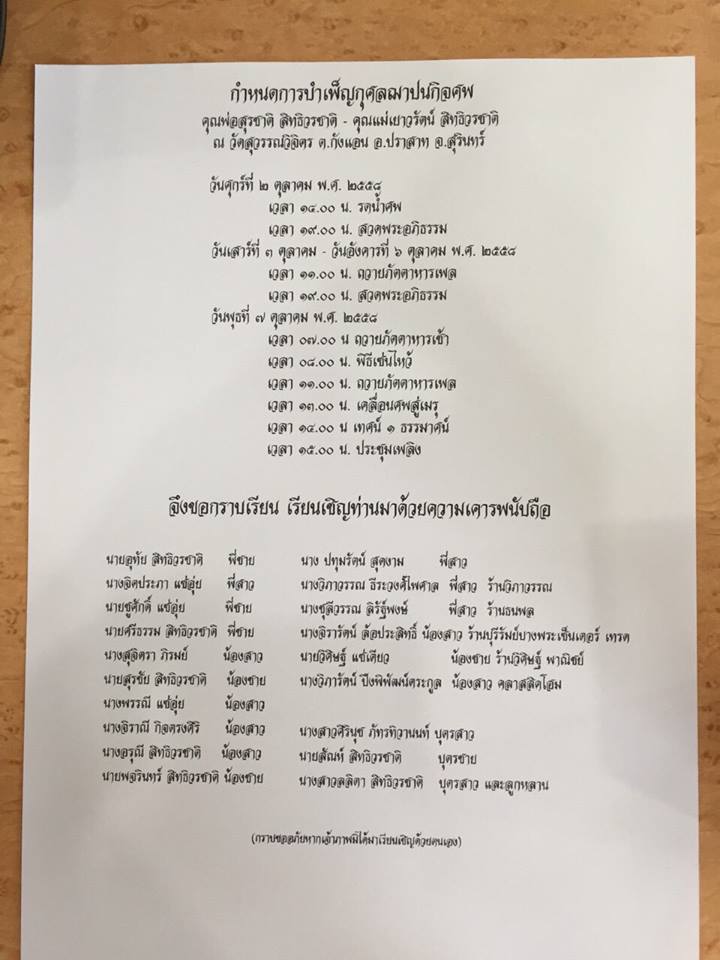 กำหนดการบำเพ็ญกุศลฌาปนกิจศพ
คุณพ่อสุรชาติ สิทธิวรชาติ - คุณแม่เยาวรัตน์ สิทธิวรชาติ
ณ วัดสุวรรณวิจิตร ต.กังแอน อ.ปราสาท จ.สุรินทร์
วันศุกร์ที่ ๒ ตุลาคม พ.ศ. ๒๕๕๘
เวลา ๑๔.๐๐ น. รดน้ำศพ
เวลา ๑๙.๐๐ น. สวดพระอภิธรรม
วันเสาร์ที่ ๓ ตุลาคม - วันอังคารที่ ๖ ตุลาคม พ.ศ. ๒๕๕๘
เวลา ๑๑.๐๐ น. ถวายภัตตาหารเพล
เวลา ๑๙.๐๐ น. สวดพระอภิธรรม
วันพุธที่ ๗ ตุลาคม พ.ศ. ๒๕๕๘
เวลา ๐๗.๐๐ น ถวายภัตตาหารเช้า
เวลา ๐๘.๐๐ น. พิธีเซ่นไหว้
เวลา ๑๑.๐๐ น. ถวายภัตตาหารเพล
เวลา ๑๓.๐๐ น. เคลื่อนศพสู่เมรุ
เวลา ๑๔.๐๐ น เทศน์ ๑ ธรรมาศน์
เวลา ๑๕.๐๐ น. ประชุมเพลิง
จึงขอกราบเรียน เรียนเชิญท่านมาด้วยความเคารพนับถือ
นายอุทัย สิทธิวรชาติ พี่ชาย นาง ปทุมรัตน์ สุดงาม พี่สาว
นางจิตประภา แซ่อุ่ย พี่สาว นางวิภาวรรณ ธีระวงศ์ไพศาล พี่สาว ร้านวิภาวรรณ
นายชูศักดิ์ แซ่อุ่ย พี่ชาย นางชุลีวรรณ ลิรัฐพงษ์ พี่สาว ร้านธนพล
นายศรีธรรม สิทธิวรชาติ พี่ชาย นางจิรารัตน์ ล้อประสิทธิ์ น้องสาว ร้านบุรีรัมย์บางพระเซ็นเตอร์ เทรด
นางสุจิตรา ภิรมย์ น้องสาว นายวิศิษฐ์ แซ่เตียว น้องชาย ร้านวิศิษฐ์ พาณิชย์
นายสุรชัย สิทธิวรชาติ น้องชาย นางวิภารัตน์ ปึงพิพัฒน์ตระกูล น้องสาว คลาสสิคโฮม
นางพรรณี แซ่อุ่ย น้องสาว
นางจิราณี กิจตรงศิริ น้องสาว นางสาวศิรินุช ภัทรทิวานนท์ บุตรสาว
นางอรุณี สิทธิวรชาติ น้องสาว นายสัณห์ สิทธิวรชาติ บุตรชาย
นายพจรินทร์ สิทธิวรชาติ น้องชาย นางสาวลลิตา สิทธิวรชาติ บุตรสาว และลูกหลาน
(กราบขออภัยหากเจ้าภาพมิได้มาเรียนเชิญด้วยตนเอง)